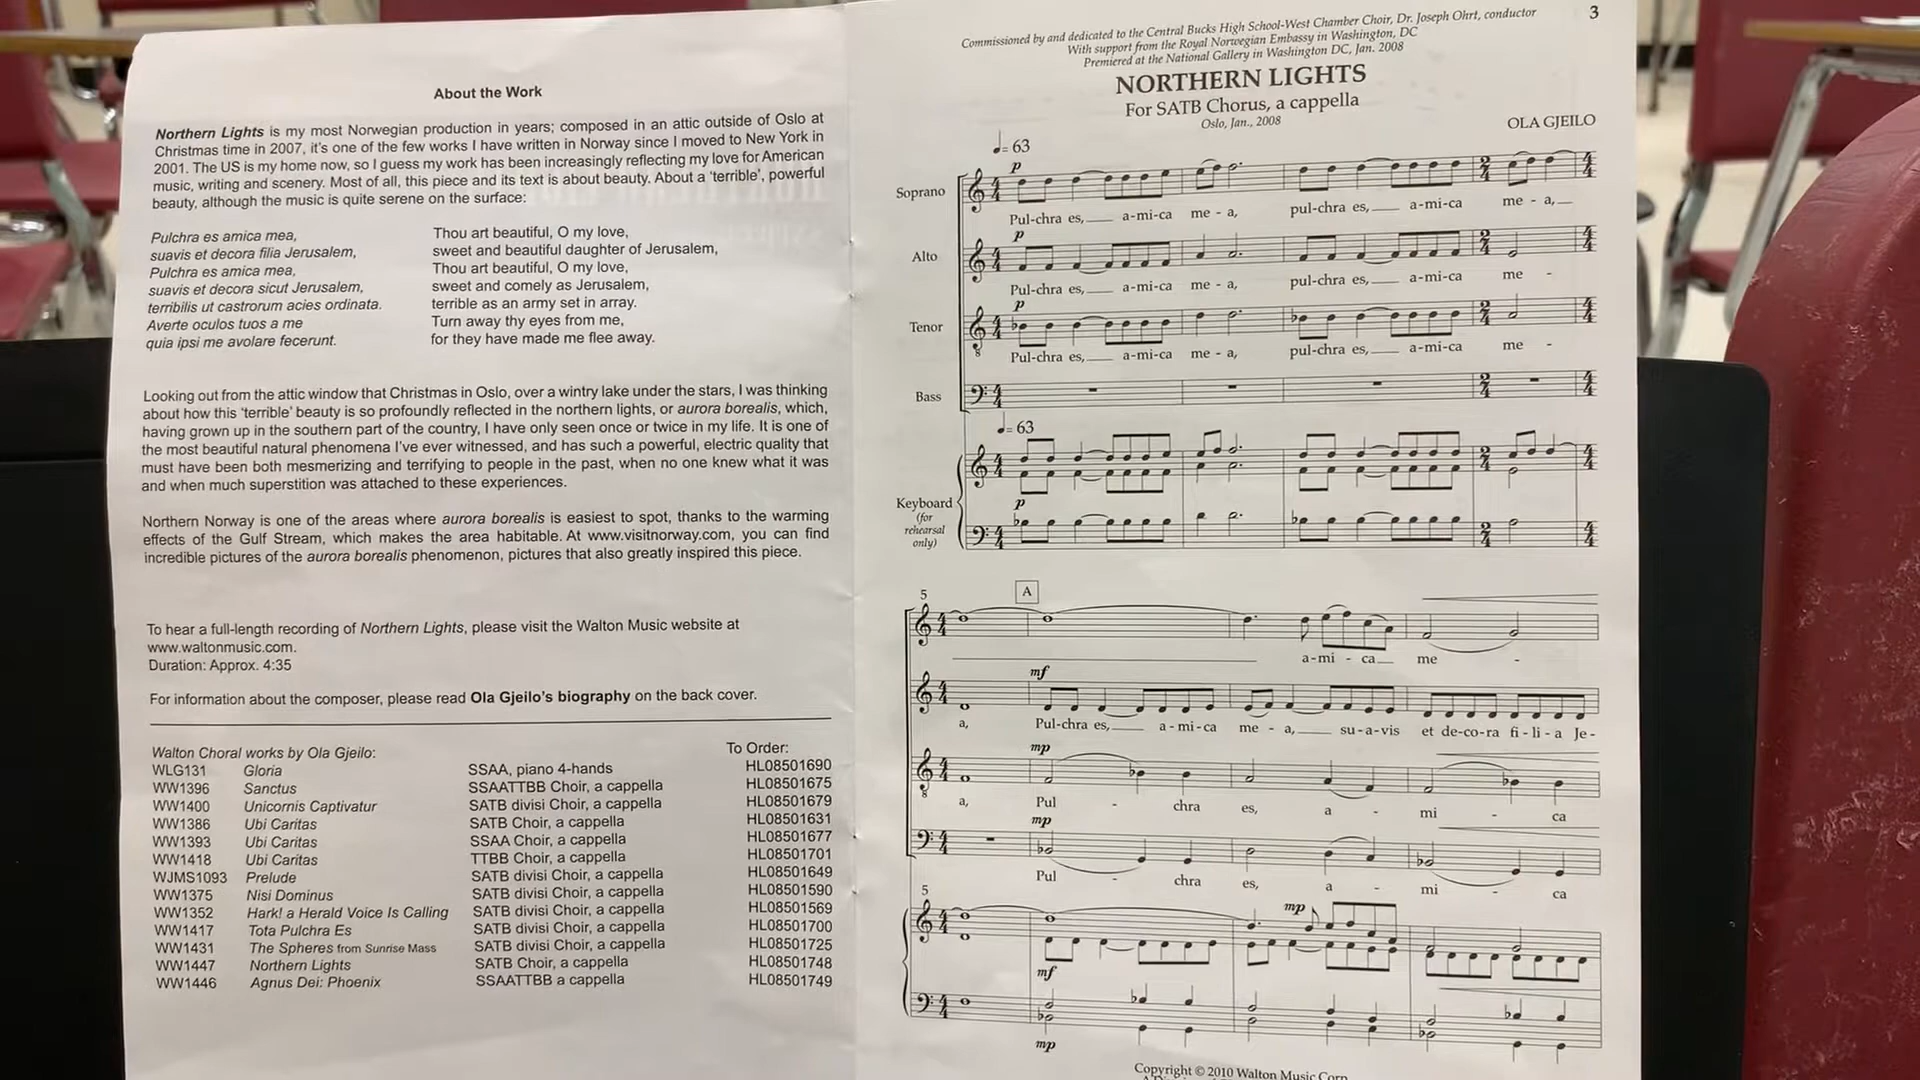 About the Work
Northern Lights is my most Norwegian production in years; composed in an attic outside of Oslo at
Christmas time in 2007, it's one of the few works I have written in Norway since I moved to New York in
2001. The US is my home now, so I guess my work has been increasingly reflecting my love for American
music, writing and scenery. Most of all, this piece and its text is about beauty. About a 'terrible', powerful
beauty, although the music is quite serene on the surface:
Pulchra es amica mea,
suavis et decora filia Jerusalem,
Pulchra es amica mea,
suavis et decora sicut Jerusalem,
terribilis ut castrorum acies ordinata.
Averte oculos tuos a me
quia ipsi me avolare fecerunt.
Thou art beautiful, O my love,
sweet and beautiful daughter of Jerusalem,
Thou art beautiful, O my love,
sweet and comely as Jerusalem,
terrible as an army set in array.
Turn away thy eyes from me,
for they have made me flee away.
Looking out from the attic window that Christmas in Oslo, over a wintry lake under the stars, I was thinking
about how this 'terrible' beauty is so profoundly reflected in the northern lights, or aurora borealis, which,
having grown up in the southern part of the country, I have only seen once or twice in my life. It is one of
the most beautiful natural phenomena I've ever witnessed, and has such a powerful, electric quality that
must have been both mesmerizing and terrifying to people in the past, when no one knew what it was
and when much superstition was attached to these experiences.
Northern Norway is one of the areas where aurora borealis is easiest to spot, thanks to the warming
effects of the Gulf Stream, which makes the area habitable. At www.visitnorway.com, you can find
incredible pictures of the aurora borealis phenomenon, pictures that also greatly inspired this piece.
To hear a full-length recording of Northern Lights, please visit the Walton Music website at
www.waltonmusic.com.
Duration: Approx. 4:35
For information about the composer, please read Ola Gjeilo's biography on the back cover.
Walton Choral works by Ola Gjeilo: To Order:
WLG131 Gloria SSAA, piano 4-hands HL08501690
WW1396 Sanctus SSAATTBB Choir, a cappella HL08501675
WW1400 Unicornis Captivatur SATB divisi Choir, a cappella HL08501679
WW1386 Ubi Caritas SATB Choir, a cappella HL08501631
WW1393 Ubi Caritas SSAA Choir, a cappella HL08501677
WW1418 Ubi Caritas TTBB Choir, a cappella HL08501701
WJMS1093 Prelude SATB divisi Choir, a cappella HL08501649
WW1375 Nisi Dominus SATB divisi Choir, a cappella HL08501590
WW1352 Hark! a Herald Voice Is Calling SATB divisi Choir, a cappella HL08501569
WW1417 Tota Pulchra Es SATB divisi Choir, a cappella HL08501700
WW1431 The Spheres from Sunrise Mass SATB divisi Choir, a cappella HL08501725
WW1447 Northern Lights SATB Choir, a cappella HL08501748
WW1446 Agnus Dei: Phoenix SSAATTBB a cappella HL08501749
3
Commissioned by and dedicated to the Central Bucks High School-West Chamber Choir, Dr. Joseph Ohrt, conductor
With support from the Royal Norwegian Embassy in Washington, DC
Premiered at the National Gallery in Washington DC, Jan. 2008
NORTHERN LIGHTS
For SATB Chorus, a cappella
Oslo, Jan., 2008
OLA GJEILO
♩= 63
p
Soprano
Pul-chra es, a-mi-ca me - a, pul-chra es, a-mi-ca me - a,
p
Alto
Pul-chra es, a-mi-ca me - a, pul-chra es, a-mi-ca me -
p
Tenor
Pul-chra es, a-mi-ca me - a, pul-chra es, a-mi-ca me -
Bass
♩= 63
Keyboard
(for
rehearsal
only)
p
5 A
a-mi - ca me -
mf
a, Pul-chra es, a-mi-ca me - a, su-a-vis et de-co-ra fi-li-a Je-
mp
a, Pul - chra es, a - mi - ca
mp
Pul - chra es, a - mi - ca
5
mp
mf
mp
Copyright © 2010 Walton Music Corp.